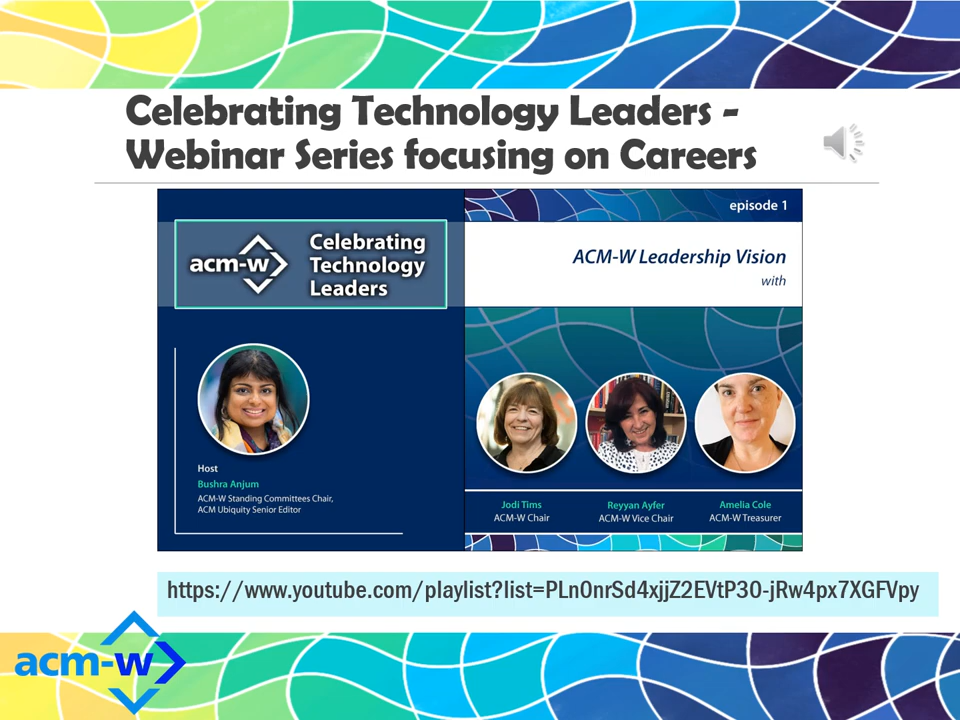 Celebrating Technology Leaders -
Webinar Series focusing on Careers
episode 1
acm-w
Celebrating
Technology
Leaders
ACM-W Leadership Vision
with
Host
Bushra Anjum
ACM-W Standing Committees Chair,
ACM Ubiquity Senior Editor
Jodi Tims
ACM-W Chair
Reyyan Ayfer
ACM-W Vice Chair
Amelia Cole
ACM-W Treasurer
https://www.youtube.com/playlist?list=PLnOnrSd4xjjZ2EVtP3O-jRw4px7XGFVpy
acm-w